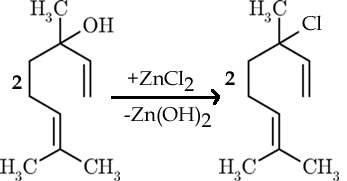 H₃C
OH
2
H₃C
CH₃
+ZnCl₂
-Zn(OH)₂
H₃C
Cl
2
H₃C
CH₃